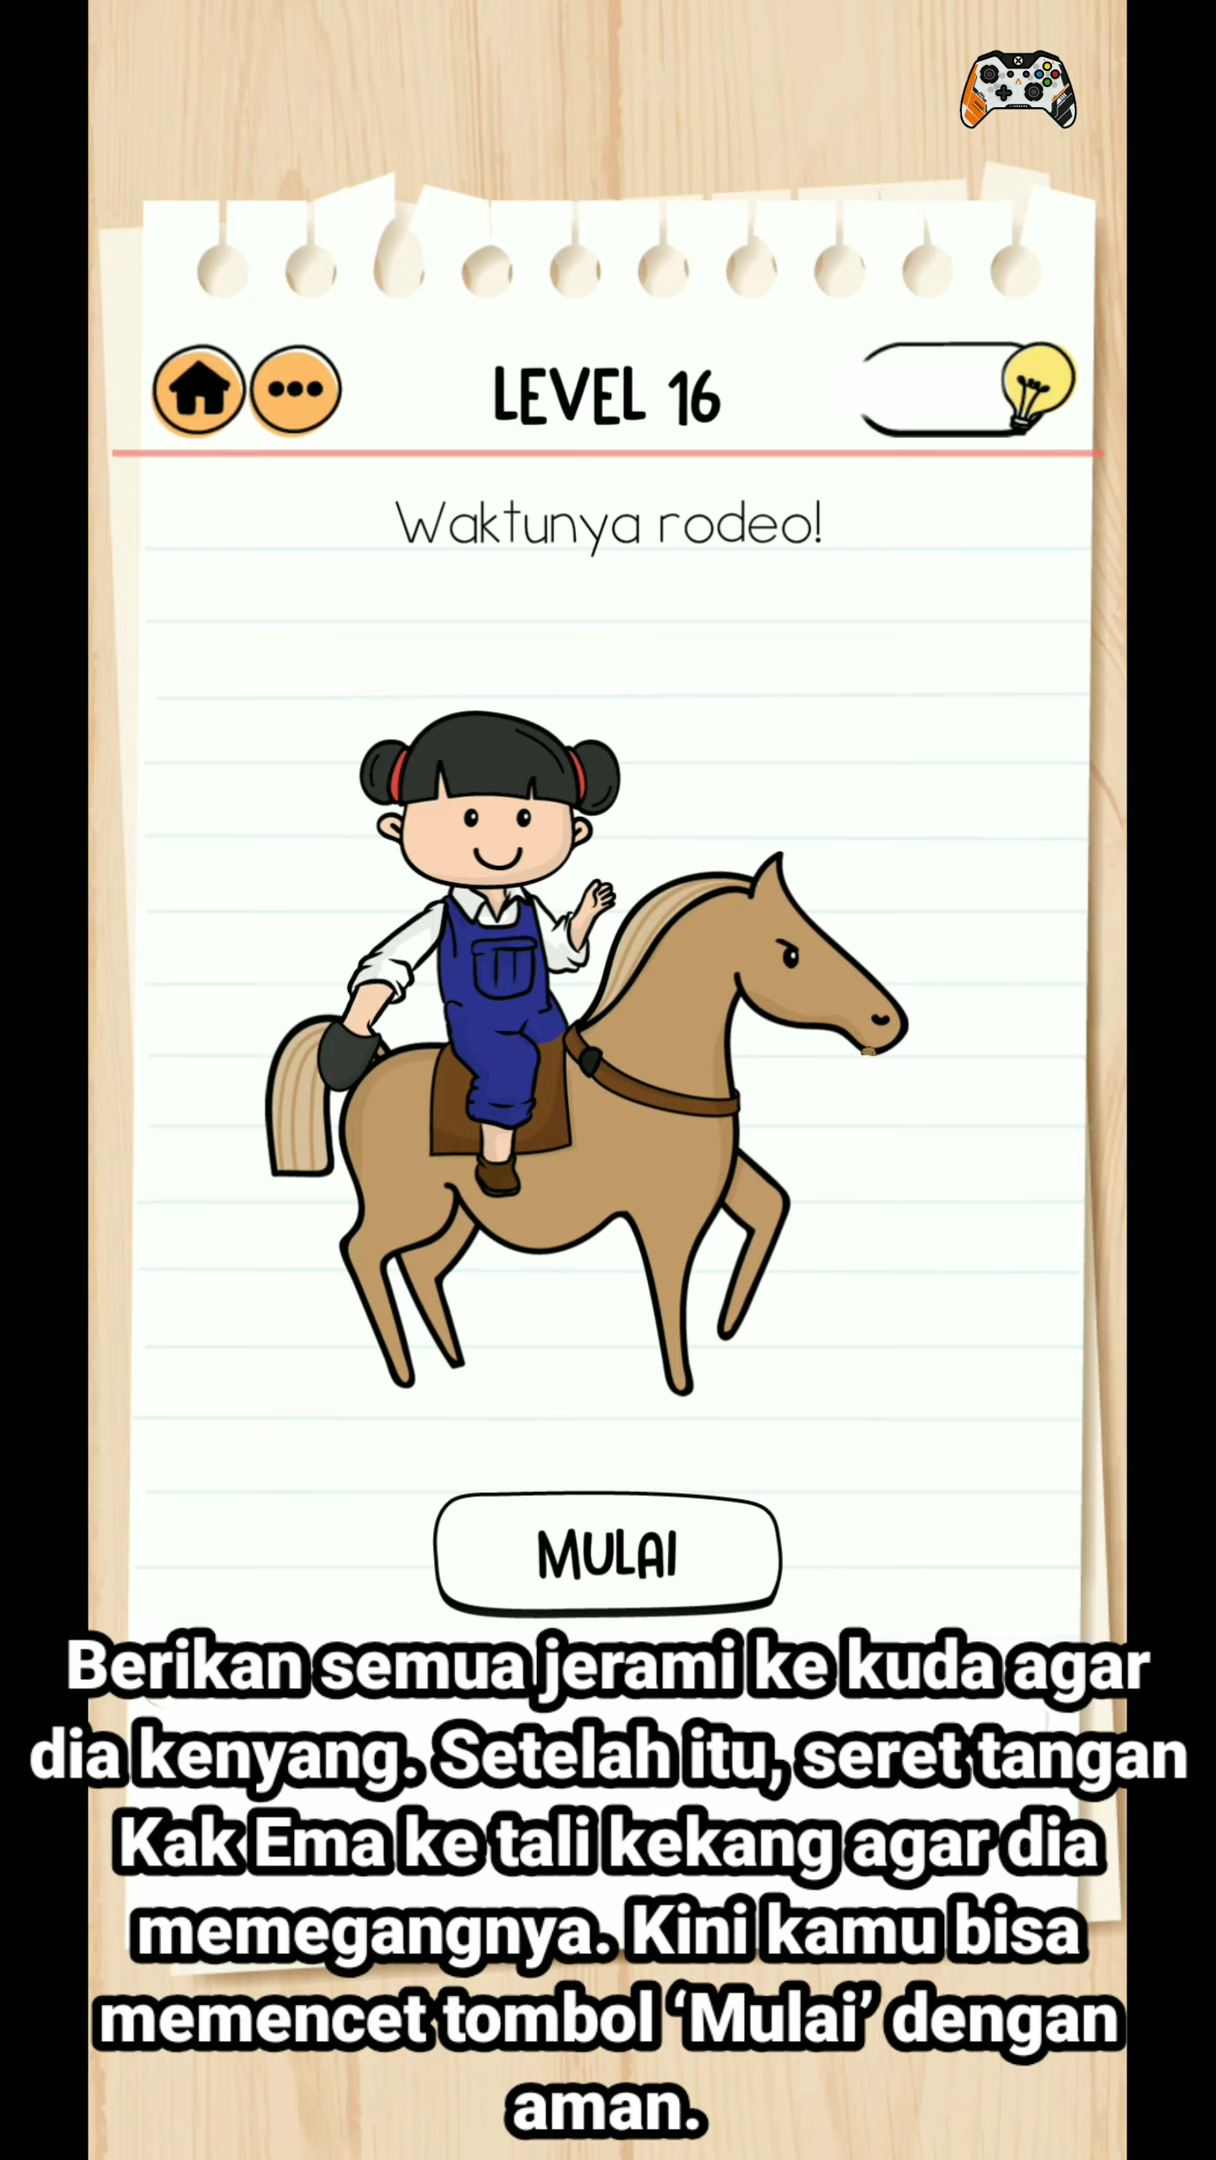 LEVEL 16
Waktunya rodeo!
MULAI
Berikan semua jerami ke kuda agar
dia kenyang. Setelah itu, seret tangan
Kak Ema ke tali kekang agar dia
memegangnya. Kini kamu bisa
memencet tombol ‘Mulai’ dengan
aman.